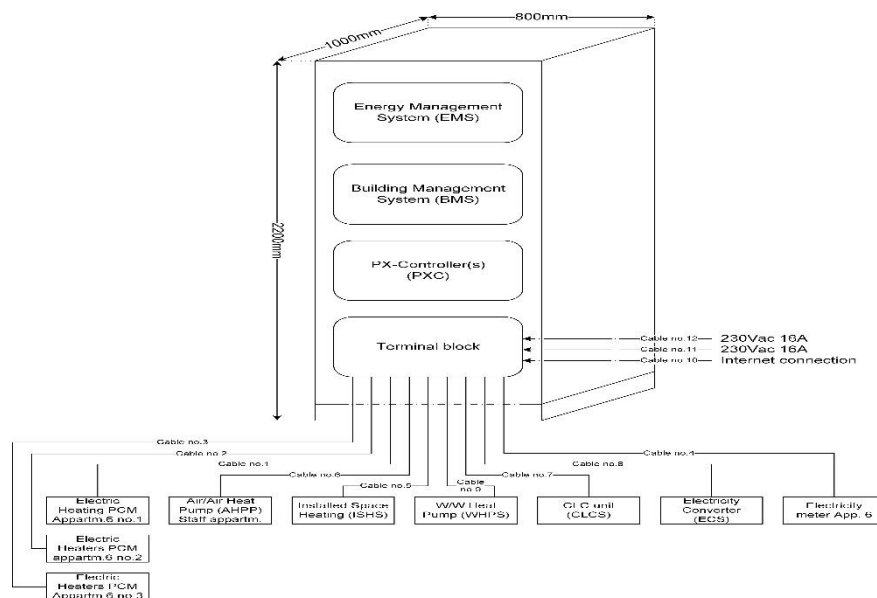 800mm
1000mm
2200mm
Energy Management
System (EMS)
Building Management
System (BMS)
PX-Controller(s)
(PXC)
Terminal block
Cable no.12
230Vac 16A
Cable no.11
230Vac 16A
Cable no.10
Internet connection
Cable no.3
Cable no.2
Cable no.1
Cable no.6
Cable no.5
Cable
no.9
Cable no.7
Cable no.8
Cable no.4
Electric
Heating PCM
Appartm.6 no.1
Air/Air Heat
Pump (AHPP)
Staff appartm.
Installed Space
Heating (ISHS)
W/W Heat
Pump (WHPS)
CLC unit
(CLCS)
Electricity
Converter
(ECS)
Electricity
meter App. 6
Electric
Heaters PCM
appartm.6 no.2
Electric
Heaters PCM
Appartm.6 no.3